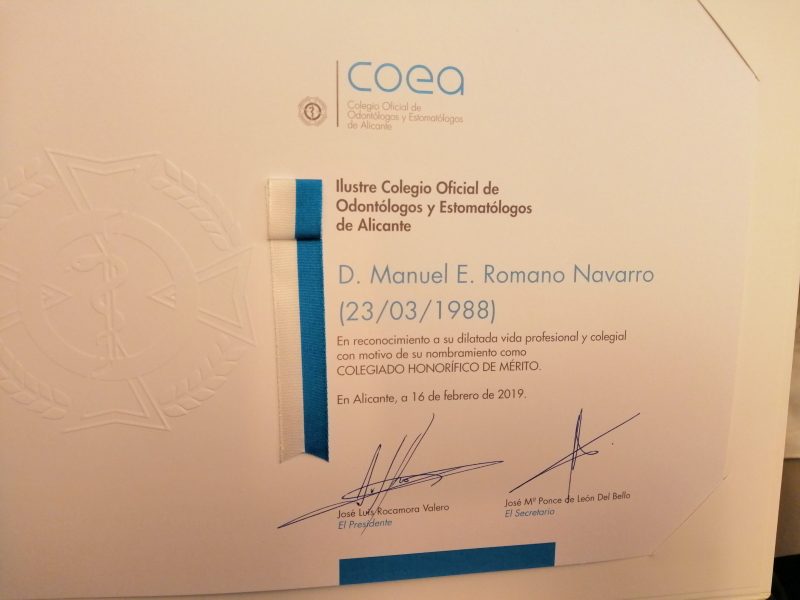 coea
Colegio Oficial de
Odontólogos y Estomatólogos
de Alicante
Ilustre Colegio Oficial de
Odontólogos y Estomatólogos
de Alicante
D. Manuel E. Romano Navarro
(23/03/1988)
En reconocimiento a su dilatada vida profesional y colegial
con motivo de su nombramiento como
COLEGIADO HONORÍFICO DE MÉRITO.
En Alicante, a 16 de febrero de 2019.
José Luis Rocamora Valero
El Presidente
José Mª Ponce de León Del Bello
El Secretario